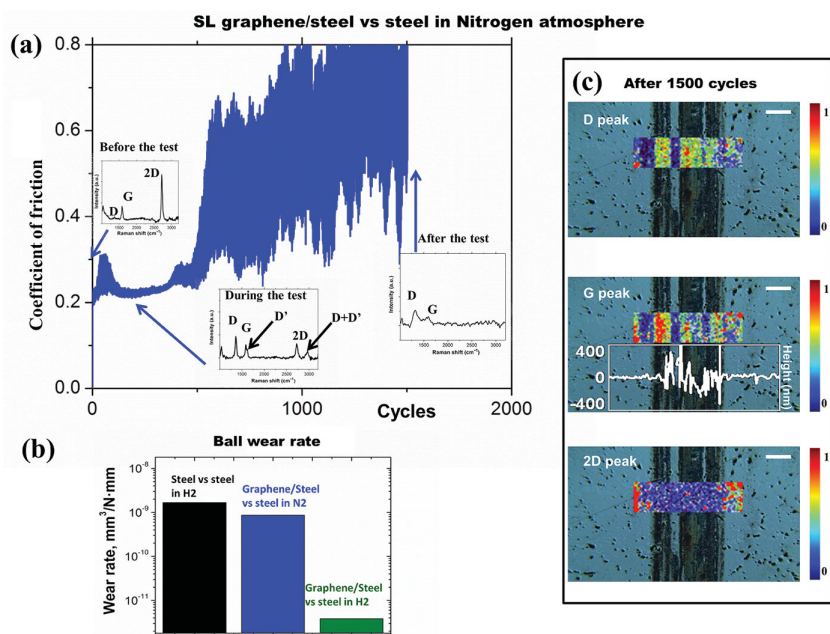 SL graphene/steel vs steel in Nitrogen atmosphere
(a)
0.8
0.6
0.4
0.2
0.0
Coefficient of friction
Before the test
Intensity (a.u.)
D
G
2D
1500
2000
2500
3000
Raman shift (cm⁻¹)
During the test
Intensity (a.u.)
D
G
D'
2D
D+D'
1500
2000
2500
3000
Raman shift (cm⁻¹)
After the test
Intensity (a.u.)
D
G
1500
2000
2500
3000
Raman shift (cm⁻¹)
0
1000
2000
Cycles
(b)
Ball wear rate
Wear rate, mm³/N·mm
10⁻⁸
10⁻⁹
10⁻¹⁰
10⁻¹¹
Steel vs steel
in H2
Graphene/Steel
vs steel in N2
Graphene/Steel
vs steel in H2
(c)
After 1500 cycles
D peak
1
0
G peak
400
0
-400
Height (nm)
1
0
2D peak
1
0